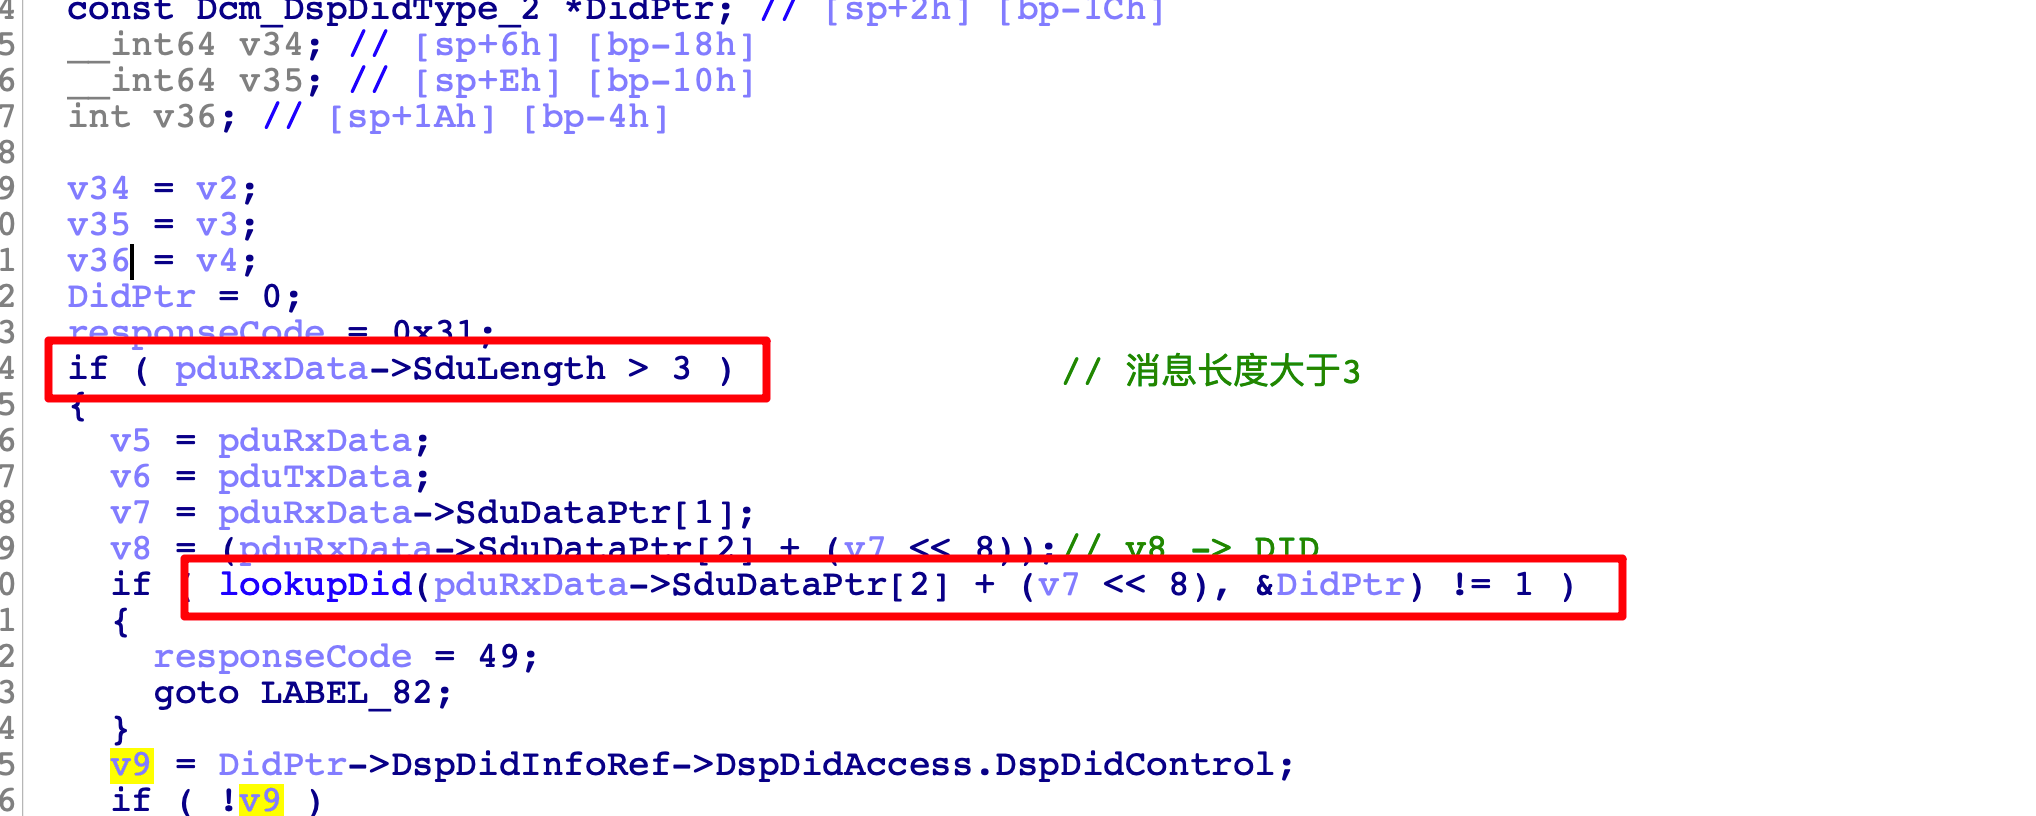 4 const Dcm_DspDidType_2 *DidPtr; // [sp+2h] [bp-1Ch]
5 __int64 v34; // [sp+6h] [bp-18h]
6 __int64 v35; // [sp+Eh] [bp-10h]
7 int v36; // [sp+1Ah] [bp-4h]
8
9 v34 = v2;
0 v35 = v3;
1 v36 = v4;
2 DidPtr = 0;
3 responseCode = 0x31;
4 if ( pduRxData->SduLength > 3 ) // 消息长度大于3
5 {
6 v5 = pduRxData;
7 v6 = pduTxData;
8 v7 = pduRxData->SduDataPtr[1];
9 v8 = (pduRxData->SduDataPtr[2] + (v7 << 8));// v8 -> DID
0 if ( lookupDid(pduRxData->SduDataPtr[2] + (v7 << 8), &DidPtr) != 1 )
1 {
2 responseCode = 49;
3 goto LABEL_82;
4 }
5 v9 = DidPtr->DspDidInfoRef->DspDidAccess.DspDidControl;
6 if ( !v9 )